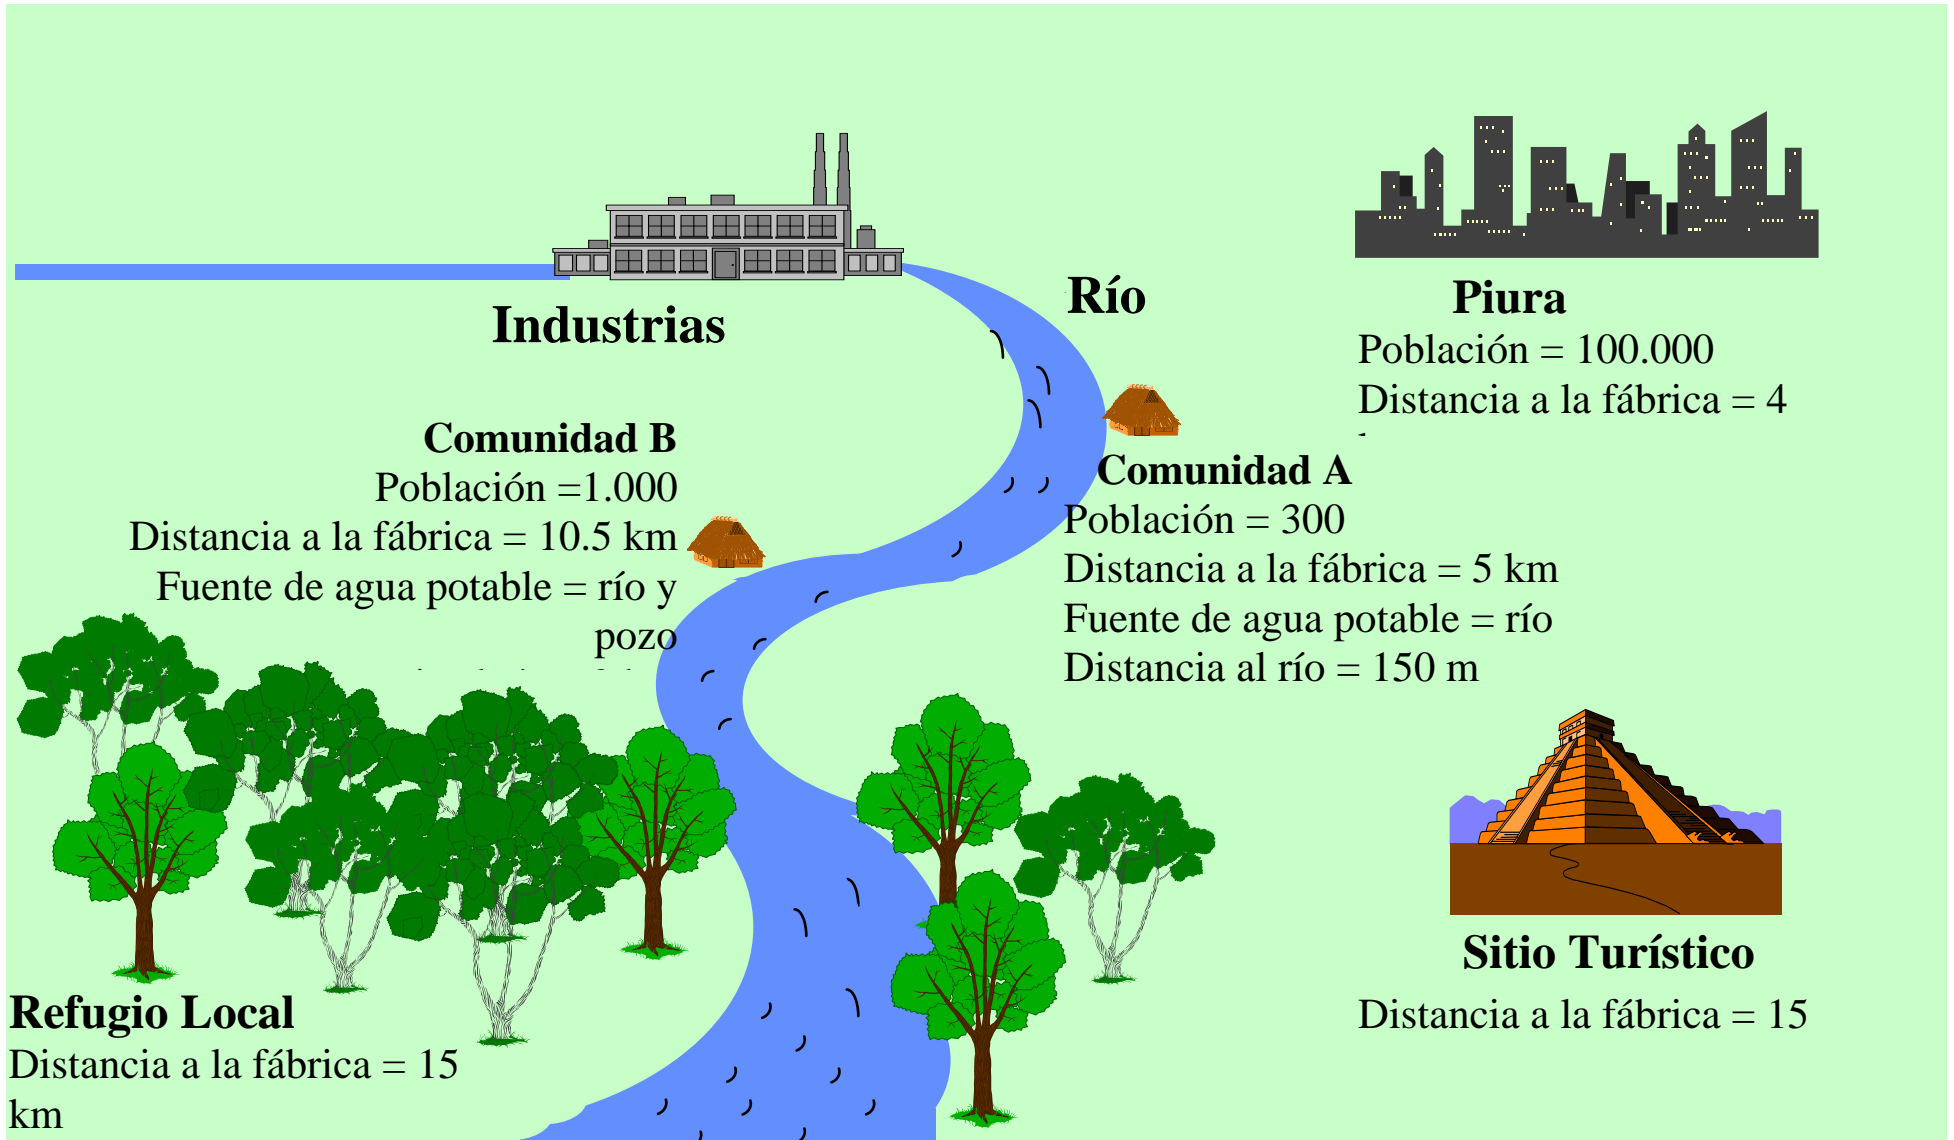 Industrias
Río
Piura
Población = 100.000
Distancia a la fábrica = 4
Comunidad B
Población =1.000
Distancia a la fábrica = 10.5 km
Fuente de agua potable = río y
pozo
Comunidad A
Población = 300
Distancia a la fábrica = 5 km
Fuente de agua potable = río
Distancia al río = 150 m
Sitio Turístico
Distancia a la fábrica = 15
Refugio Local
Distancia a la fábrica = 15
km